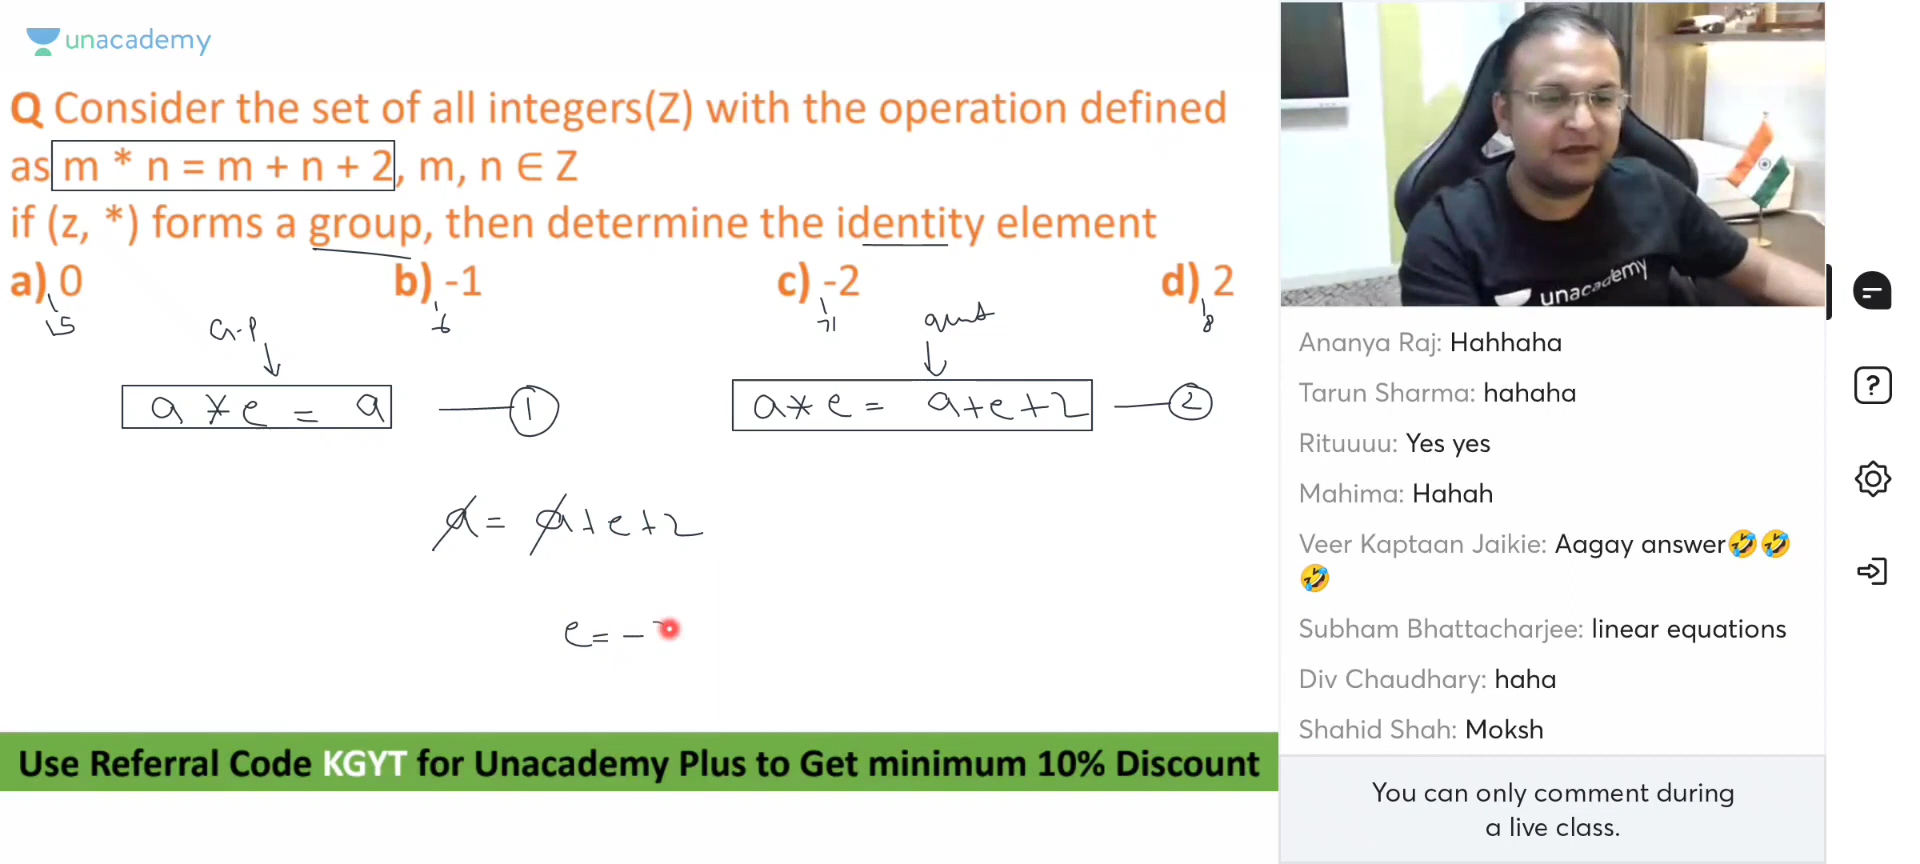 unacademy
Q Consider the set of all integers(Z) with the operation defined
as m * n = m + n + 2, m, n ∈ Z
if (z, *) forms a group, then determine the identity element
a) 0 b) -1 c) -2 d) 2
15 6 71 8
G.P
a * e = a 1
a * e = a+e+2 2
a = a+e+2
e = -
unacademy
Ananya Raj: Hahhaha
Tarun Sharma: hahaha
Rituuuu: Yes yes
Mahima: Hahah
Veer Kaptaan Jaikie: Aagay answer🤣🤣
🤣
Subham Bhattacharjee: linear equations
Div Chaudhary: haha
Shahid Shah: Moksh
You can only comment during
a live class.
Use Referral Code KGYT for Unacademy Plus to Get minimum 10% Discount